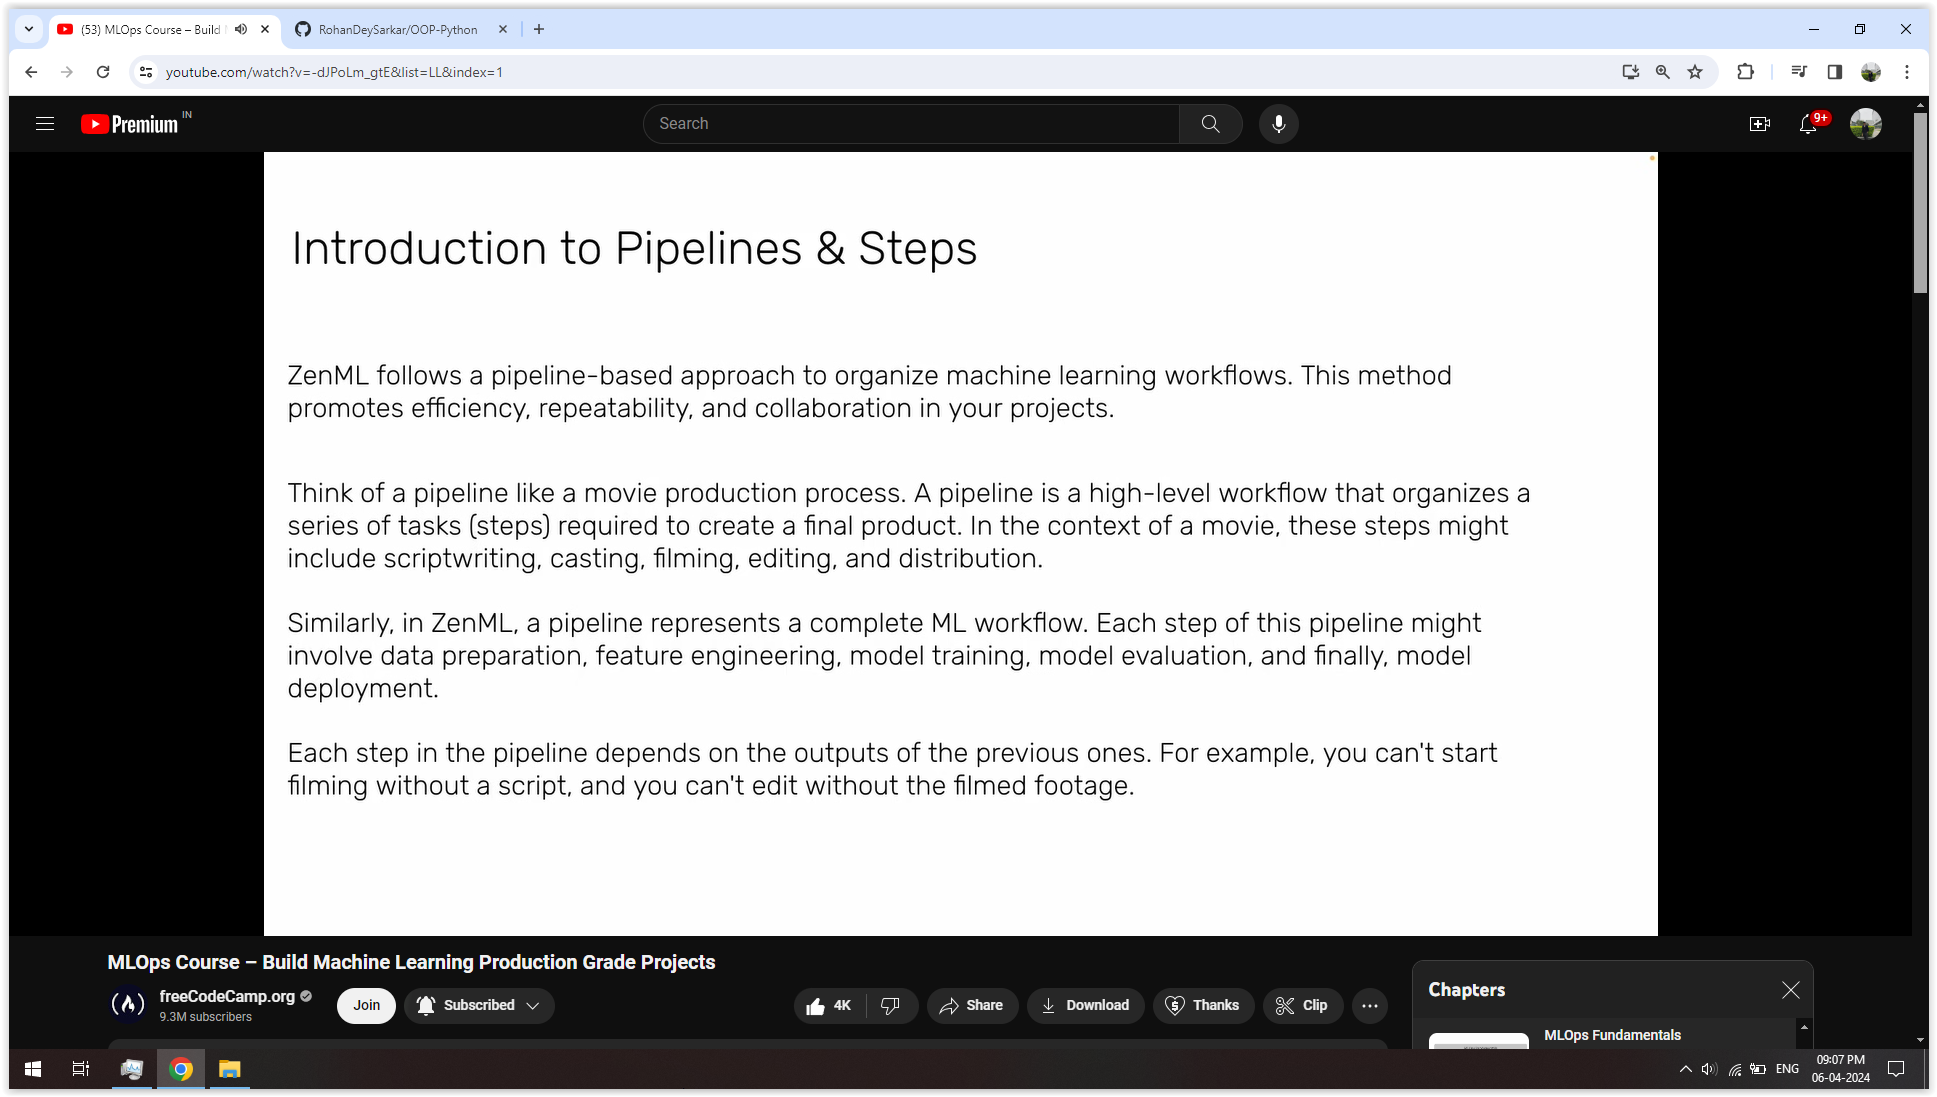 (53) MLOps Course – Build
RohanDeySarkar/OOP-Python
youtube.com/watch?v=-dJPoLm_gtE&list=LL&index=1
Premium IN
Search
9+
Introduction to Pipelines & Steps
ZenML follows a pipeline-based approach to organize machine learning workflows. This method
promotes efficiency, repeatability, and collaboration in your projects.
Think of a pipeline like a movie production process. A pipeline is a high-level workflow that organizes a
series of tasks (steps) required to create a final product. In the context of a movie, these steps might
include scriptwriting, casting, filming, editing, and distribution.
Similarly, in ZenML, a pipeline represents a complete ML workflow. Each step of this pipeline might
involve data preparation, feature engineering, model training, model evaluation, and finally, model
deployment.
Each step in the pipeline depends on the outputs of the previous ones. For example, you can't start
filming without a script, and you can't edit without the filmed footage.
MLOps Course – Build Machine Learning Production Grade Projects
freeCodeCamp.org
9.3M subscribers
Join
Subscribed
4K
Share
Download
Thanks
Clip
Chapters
MLOps Fundamentals
ENG
09:07 PM
06-04-2024